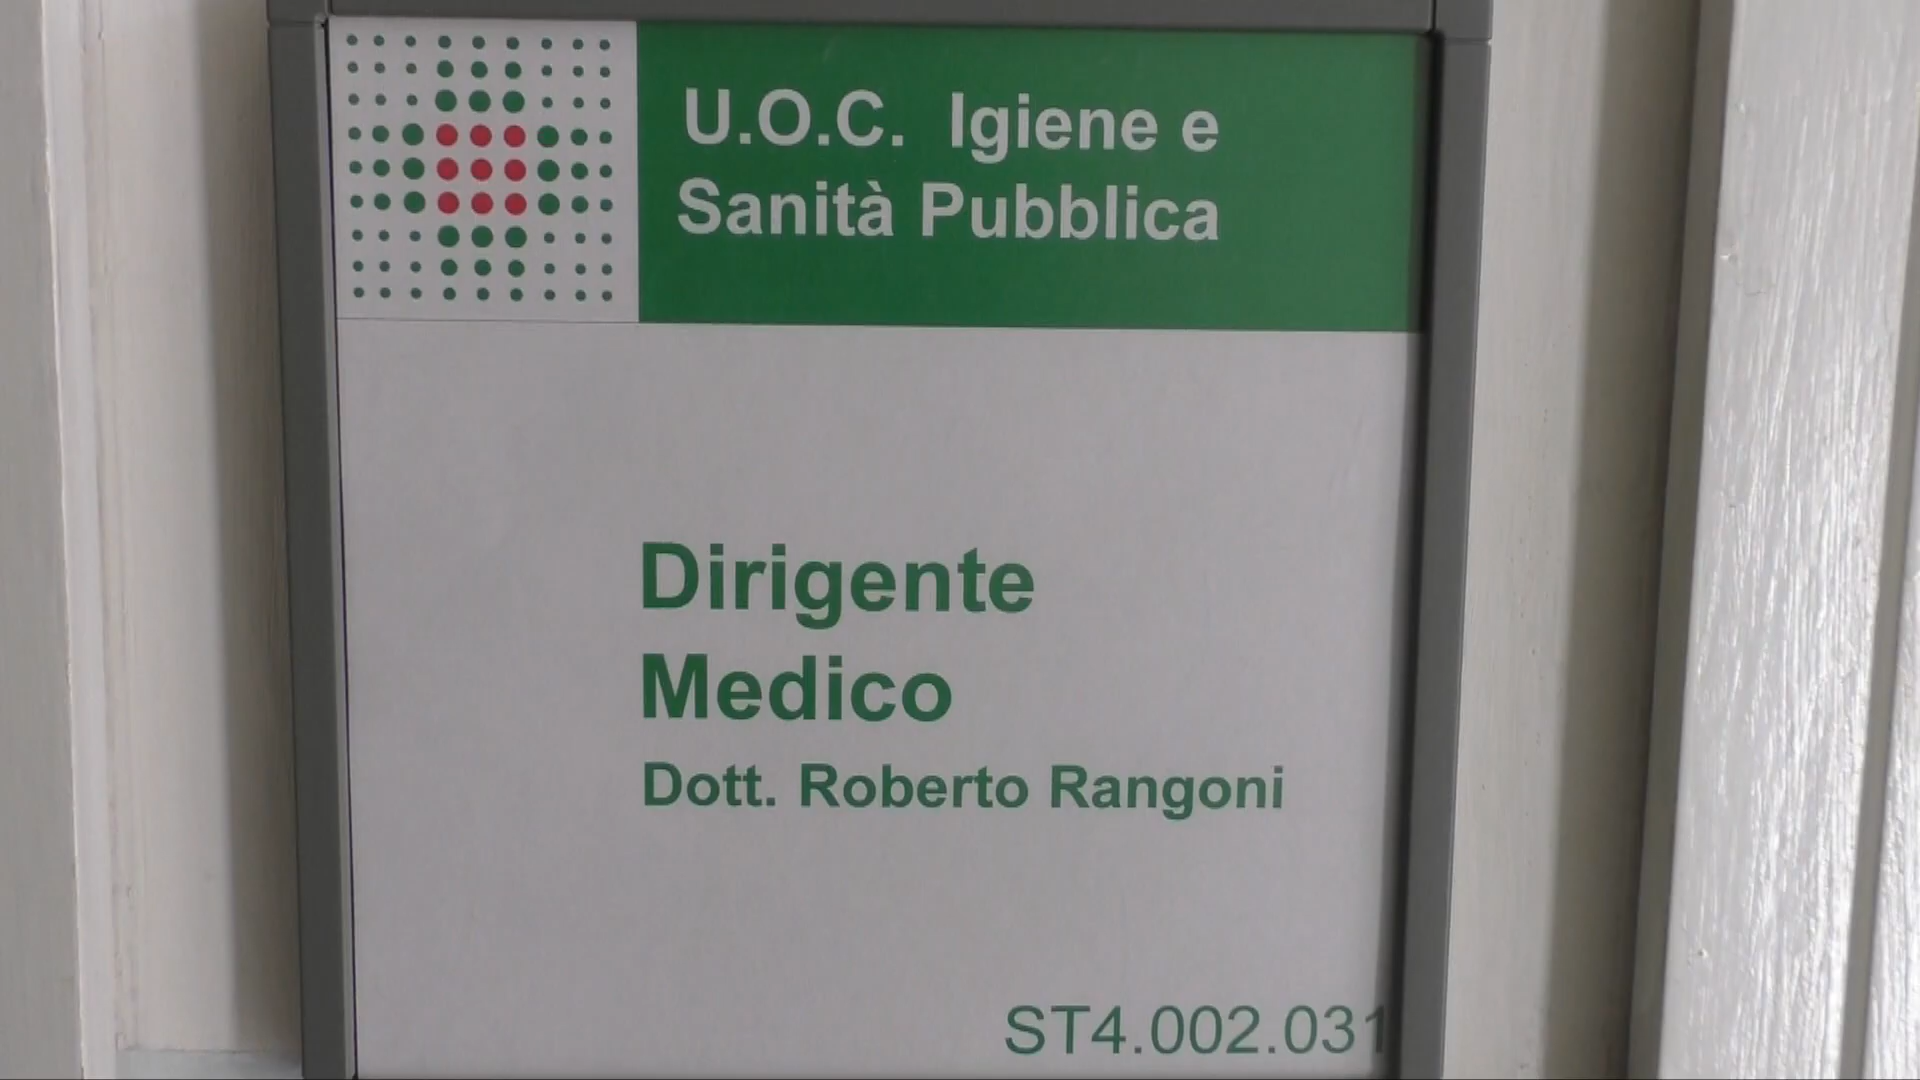 U.O.C. Igiene e
Sanità Pubblica
Dirigente
Medico
Dott. Roberto Rangoni
ST4.002.031